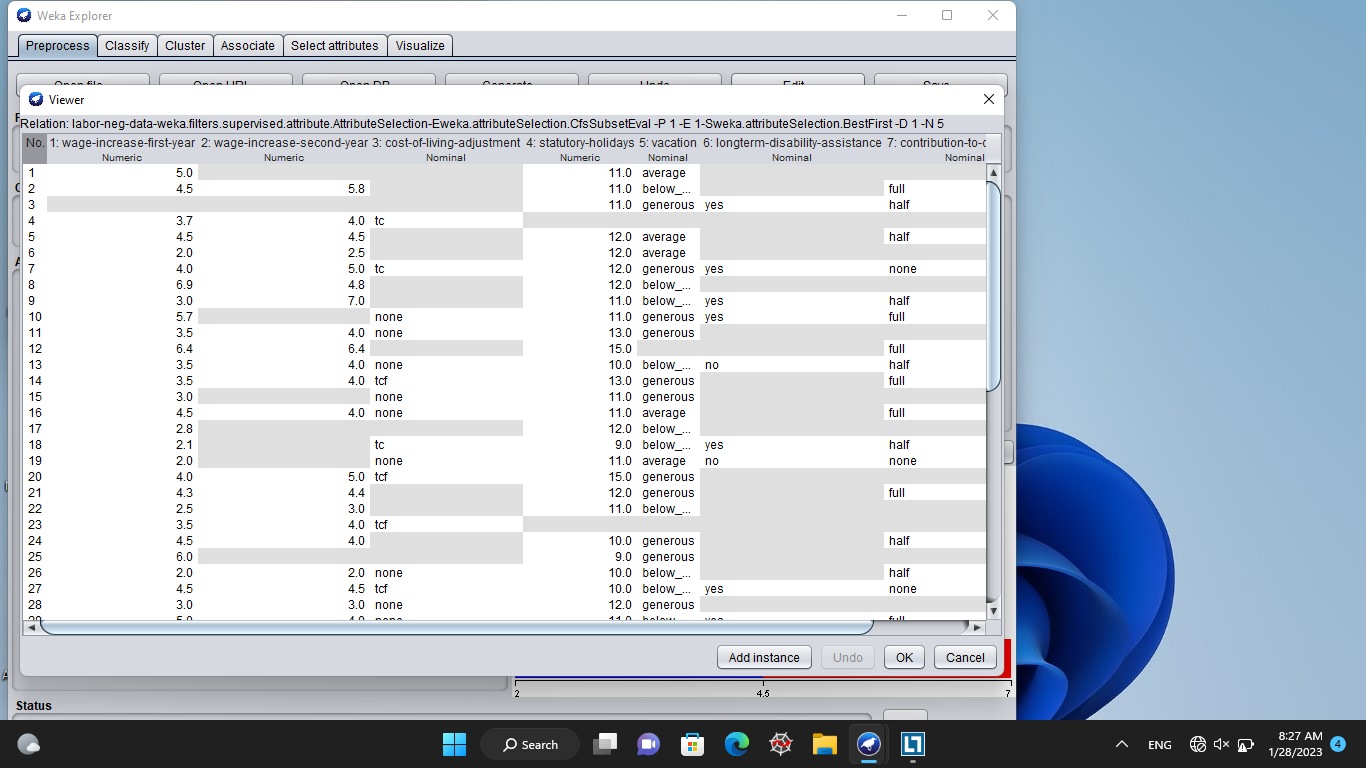 Weka Explorer
Preprocess Classify Cluster Associate Select attributes Visualize
Viewer
Relation: labor-neg-data-weka.filters.supervised.attribute.AttributeSelection-Eweka.attributeSelection.CfsSubsetEval -P 1 -E 1-Sweka.attributeSelection.BestFirst -D 1 -N 5
No. 1: wage-increase-first-year 2: wage-increase-second-year 3: cost-of-living-adjustment 4: statutory-holidays 5: vacation 6: longterm-disability-assistance 7: contribution-to-
Numeric Numeric Nominal Numeric Nominal Nominal Nominal
1 5.0 11.0 average
2 4.5 5.8 11.0 below_... full
3 11.0 generous yes half
4 3.7 4.0 tc
5 4.5 4.5 12.0 average half
6 2.0 2.5 12.0 average
7 4.0 5.0 tc 12.0 generous yes none
8 6.9 4.8 12.0 below_...
9 3.0 7.0 11.0 below_... yes half
10 5.7 none 11.0 generous yes full
11 3.5 4.0 none 13.0 generous
12 6.4 6.4 15.0 full
13 3.5 4.0 none 10.0 below_... no half
14 3.5 4.0 tcf 13.0 generous full
15 3.0 none 11.0 generous
16 4.5 4.0 none 11.0 average full
17 2.8 12.0 below_...
18 2.1 tc 9.0 below_... yes half
19 2.0 none 11.0 average no none
20 4.0 5.0 tcf 15.0 generous
21 4.3 4.4 12.0 generous full
22 2.5 3.0 11.0 below_...
23 3.5 4.0 tcf
24 4.5 4.0 10.0 generous half
25 6.0 9.0 generous
26 2.0 2.0 none 10.0 below_... half
27 4.5 4.5 tcf 10.0 below_... yes none
28 3.0 3.0 none 12.0 generous
Add instance Undo OK Cancel
2 4.5 7
Status
Search
ENG
8:27 AM
1/28/2023
4